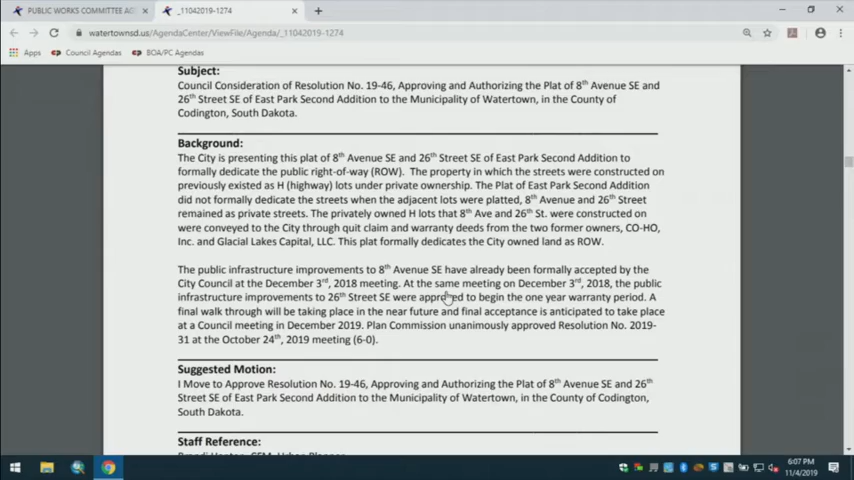 PUBLIC WORKS COMMITTEE A
_11042019-1274
watertownsd.us/AgendaCenter/ViewFile/Agenda/_11042019-1274
Apps Council Agendas BOA/PC Agendas
Subject:
Council Consideration of Resolution No. 19-46, Approving and Authorizing the Plat of 8th Avenue SE and
26th Street SE of East Park Second Addition to the Municipality of Watertown, in the County of
Codington, South Dakota.
Background:
The City is presenting this plat of 8th Avenue SE and 26th Street SE of East Park Second Addition to
formally dedicate the public right-of-way (ROW). The property in which the streets were constructed on
previously existed as H (highway) lots under private ownership. The Plat of East Park Second Addition
did not formally dedicate the streets when the adjacent lots were platted, 8th Avenue and 26th Street
remained as private streets. The privately owned H lots that 8th Ave and 26th St. were constructed on
were conveyed to the City through quit claim and warranty deeds from the two former owners, CO-HO,
Inc. and Glacial Lakes Capital, LLC. This plat formally dedicates the City owned land as ROW.
The public infrastructure improvements to 8th Avenue SE have already been formally accepted by the
City Council at the December 3rd, 2018 meeting. At the same meeting on December 3rd, 2018, the public
infrastructure improvements to 26th Street SE were approved to begin the one year warranty period. A
final walk through will be taking place in the near future and final acceptance is anticipated to take place
at a Council meeting in December 2019. Plan Commission unanimously approved Resolution No. 2019-
31 at the October 24th, 2019 meeting (6-0).
Suggested Motion:
I Move to Approve Resolution No. 19-46, Approving and Authorizing the Plat of 8th Avenue SE and 26th
Street SE of East Park Second Addition to the Municipality of Watertown, in the County of Codington,
South Dakota.
Staff Reference:
6:07 PM
11/4/2019